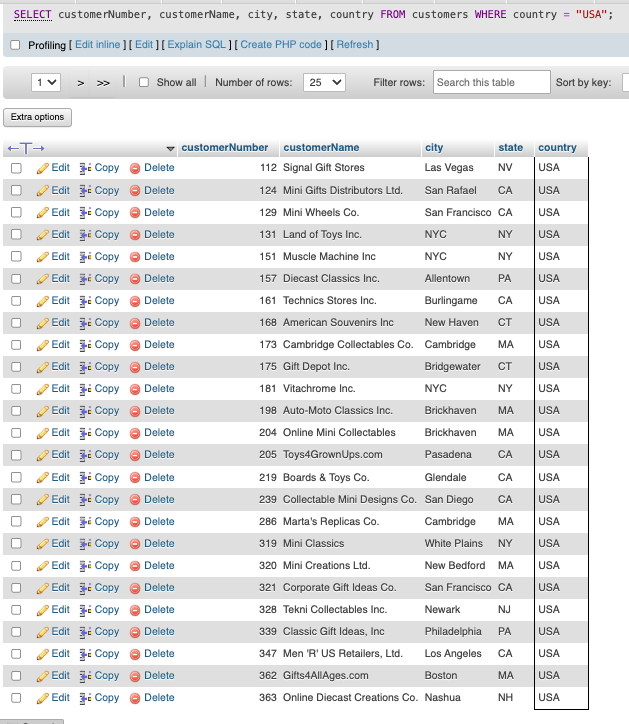 SELECT customerNumber, customerName, city, state, country FROM customers WHERE country = "USA";
Profiling [ Edit inline ] [ Edit ] [ Explain SQL ] [ Create PHP code ] [ Refresh ]
1 > >> | Show all | Number of rows: 25 Filter rows: Search this table Sort by key:
Extra options
←T→ customerNumber customerName city state country
Edit Copy Delete 112 Signal Gift Stores Las Vegas NV USA
Edit Copy Delete 124 Mini Gifts Distributors Ltd. San Rafael CA USA
Edit Copy Delete 129 Mini Wheels Co. San Francisco CA USA
Edit Copy Delete 131 Land of Toys Inc. NYC NY USA
Edit Copy Delete 151 Muscle Machine Inc NYC NY USA
Edit Copy Delete 157 Diecast Classics Inc. Allentown PA USA
Edit Copy Delete 161 Technics Stores Inc. Burlingame CA USA
Edit Copy Delete 168 American Souvenirs Inc New Haven CT USA
Edit Copy Delete 173 Cambridge Collectables Co. Cambridge MA USA
Edit Copy Delete 175 Gift Depot Inc. Bridgewater CT USA
Edit Copy Delete 181 Vitachrome Inc. NYC NY USA
Edit Copy Delete 198 Auto-Moto Classics Inc. Brickhaven MA USA
Edit Copy Delete 204 Online Mini Collectables Brickhaven MA USA
Edit Copy Delete 205 Toys4GrownUps.com Pasadena CA USA
Edit Copy Delete 219 Boards & Toys Co. Glendale CA USA
Edit Copy Delete 239 Collectable Mini Designs Co. San Diego CA USA
Edit Copy Delete 286 Marta's Replicas Co. Cambridge MA USA
Edit Copy Delete 319 Mini Classics White Plains NY USA
Edit Copy Delete 320 Mini Creations Ltd. New Bedford MA USA
Edit Copy Delete 321 Corporate Gift Ideas Co. San Francisco CA USA
Edit Copy Delete 328 Tekni Collectables Inc. Newark NJ USA
Edit Copy Delete 339 Classic Gift Ideas, Inc Philadelphia PA USA
Edit Copy Delete 347 Men 'R' US Retailers, Ltd. Los Angeles CA USA
Edit Copy Delete 362 Gifts4AllAges.com Boston MA USA
Edit Copy Delete 363 Online Diecast Creations Co. Nashua NH USA